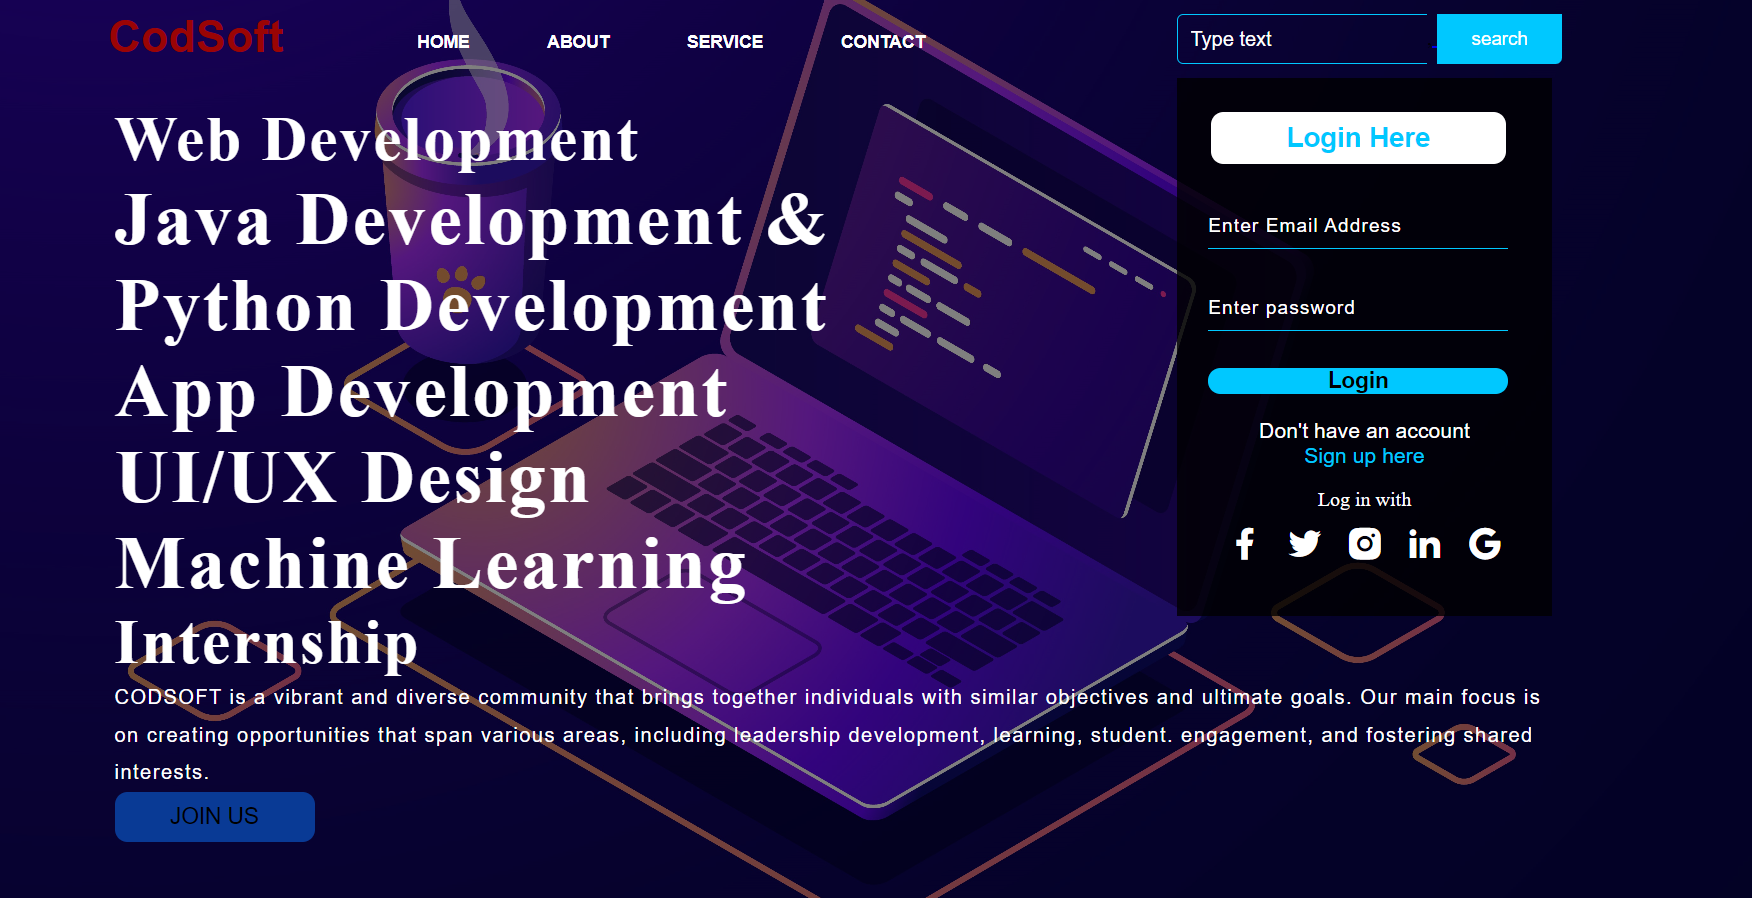 CodSoft
HOME ABOUT SERVICE CONTACT
Type text search
Web Development
Java Development &
Python Development
App Development
UI/UX Design
Machine Learning
Internship
CODSOFT is a vibrant and diverse community that brings together individuals with similar objectives and ultimate goals. Our main focus is
on creating opportunities that span various areas, including leadership development, learning, student. engagement, and fostering shared
interests.
JOIN US
Login Here
Enter Email Address
Enter password
Login
Don't have an account
Sign up here
Log in with